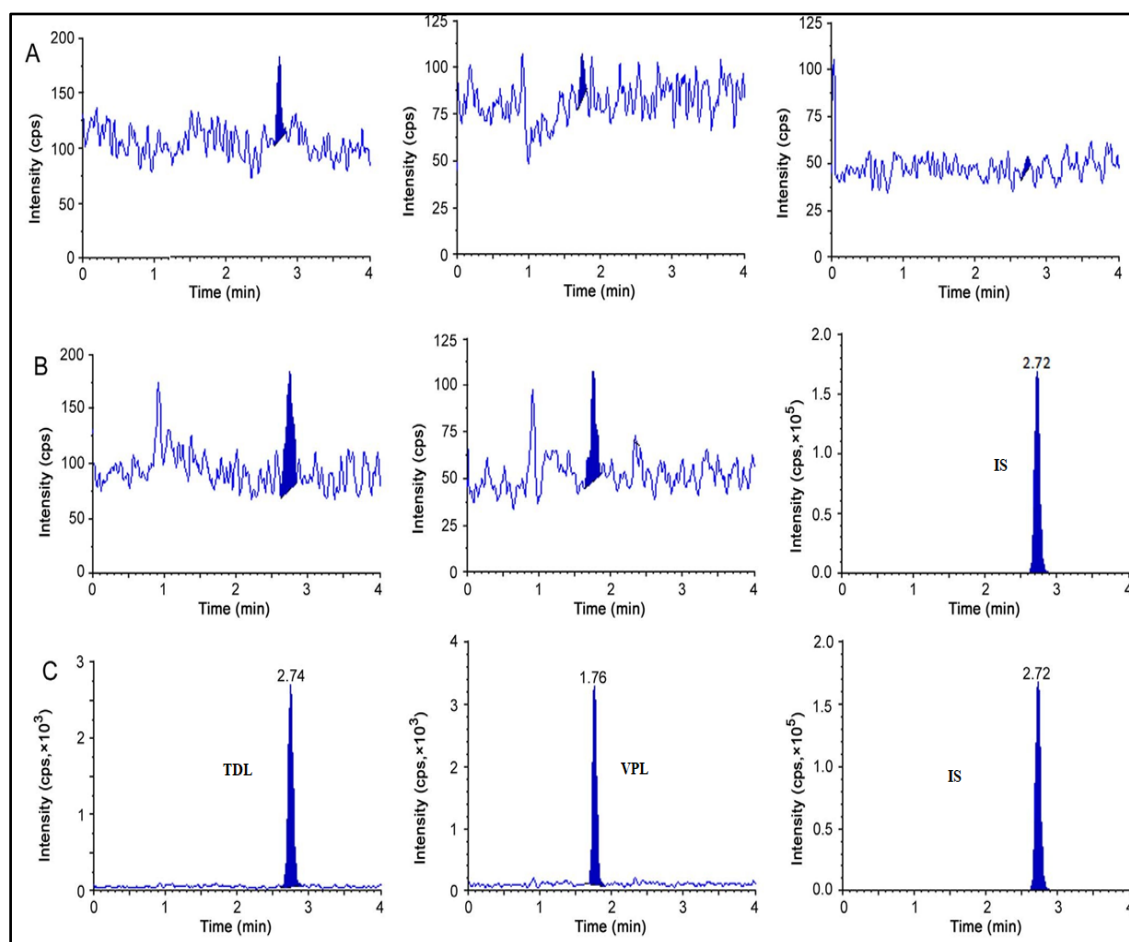 A
Intensity (cps)
200
150
100
50
0
0 1 2 3 4
Time (min)
Intensity (cps)
125
100
75
50
25
0
0 1 2 3 4
Time (min)
Intensity (cps)
125
100
75
50
25
0
0 1 2 3 4
Time (min)
B
Intensity (cps)
200
150
100
50
0
0 1 2 3 4
Time (min)
Intensity (cps)
125
100
75
50
25
0
0 1 2 3 4
Time (min)
Intensity (cps,×10⁵)
2.0
1.5
1.0
0.5
0.0
2.72
IS
0 1 2 3 4
Time (min)
C
Intensity (cps,×10³)
3
2
1
0
2.74
TDL
0 1 2 3 4
Time (min)
Intensity (cps,×10³)
4
3
2
1
0
1.76
VPL
0 1 2 3 4
Time (min)
Intensity (cps,×10⁵)
2.0
1.5
1.0
0.5
0.0
2.72
IS
0 1 2 3 4
Time (min)